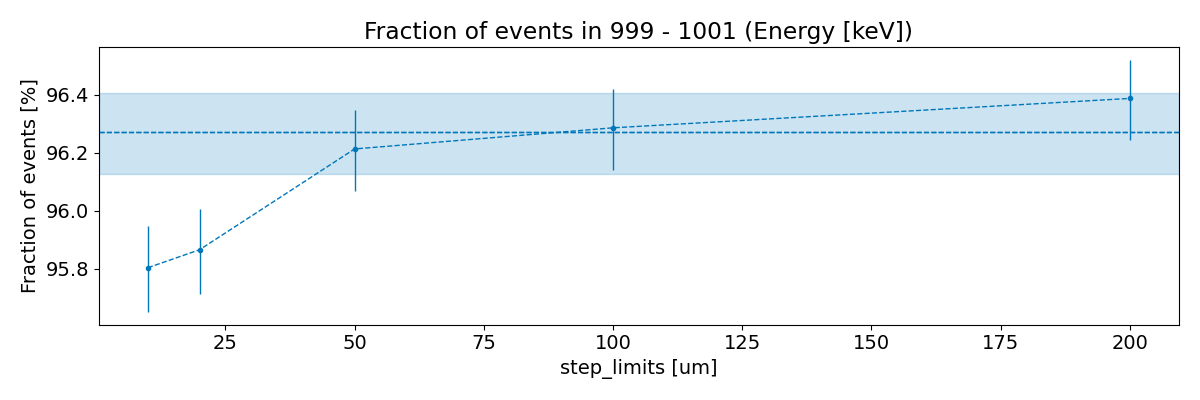 Fraction of events in 999 - 1001 (Energy [keV])
Fraction of events [%]
96.4
96.2
96.0
95.8
25 50 75 100 125 150 175 200
step_limits [um]